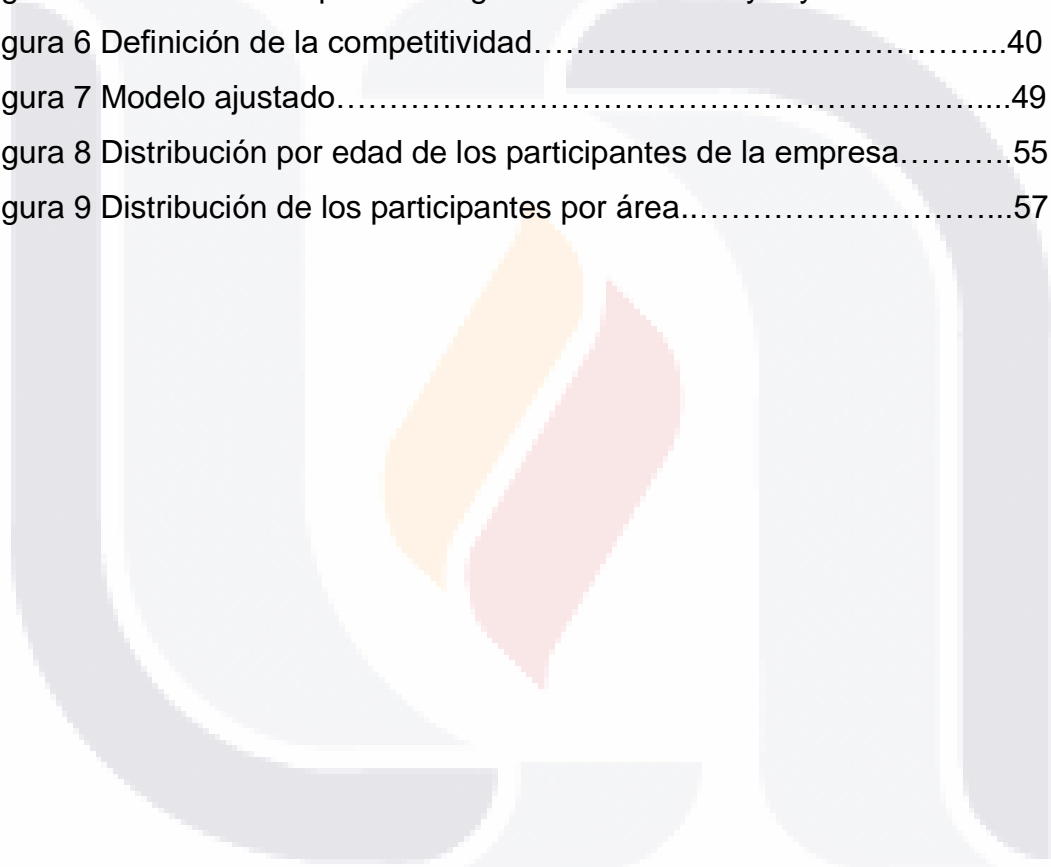 gura 6 Definición de la competitividad…………………………………….……..40
gura 7 Modelo ajustado……………………………………………………………...49
gura 8 Distribución por edad de los participantes de la empresa………..55
gura 9 Distribución de los participantes por área..………………………...57